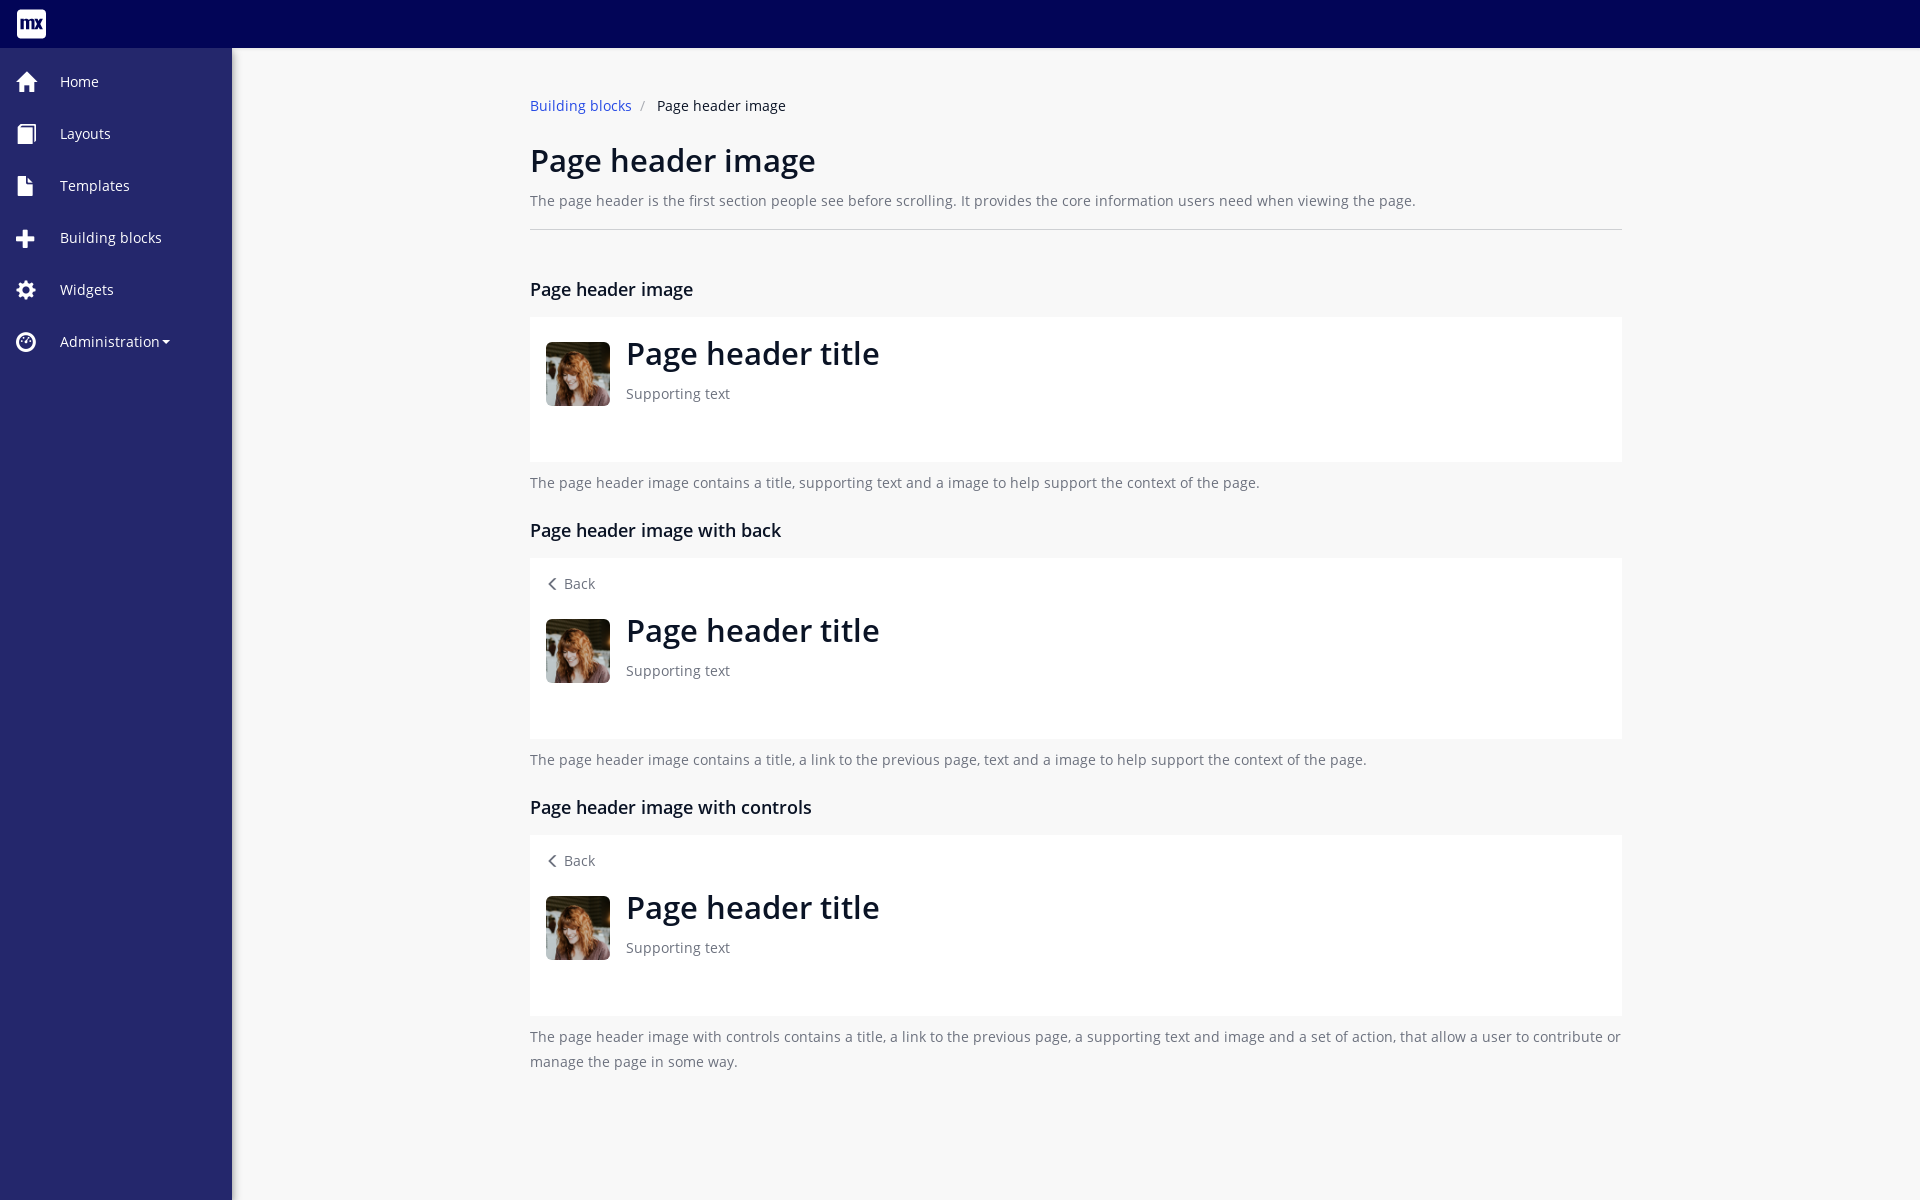 mx
Home
Layouts
Templates
Building blocks
Widgets
Administration
Building blocks / Page header image
Page header image
The page header is the first section people see before scrolling. It provides the core information users need when viewing the page.
Page header image
Page header title
Supporting text
The page header image contains a title, supporting text and a image to help support the context of the page.
Page header image with back
Back
Page header title
Supporting text
The page header image contains a title, a link to the previous page, text and a image to help support the context of the page.
Page header image with controls
Back
Page header title
Supporting text
The page header image with controls contains a title, a link to the previous page, a supporting text and image and a set of action, that allow a user to contribute or
manage the page in some way.